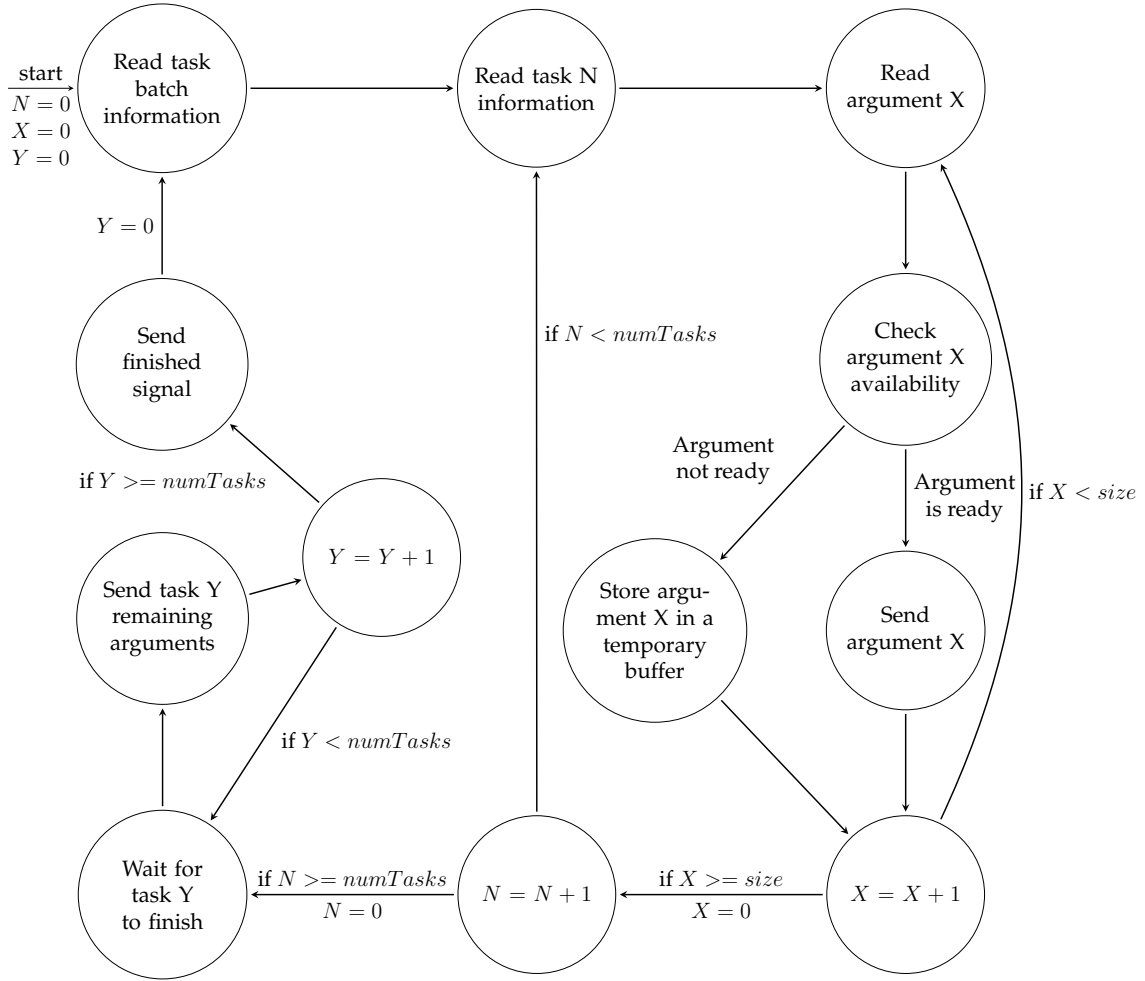 start
N = 0
X = 0
Y = 0
Read task
batch
information
Read task N
information
Read
argument X
Y = 0
Send
finished
signal
if N < numTasks
Check
argument X
availability
Argument
not ready
Argument
is ready
if X < size
if Y >= numTasks
Y = Y + 1
Send task Y
remaining
arguments
Store argu-
ment X in a
temporary
buffer
Send
argument X
if Y < numTasks
Wait for
task Y
to finish
if N >= numTasks
N = 0
N = N + 1
if X >= size
X = 0
X = X + 1